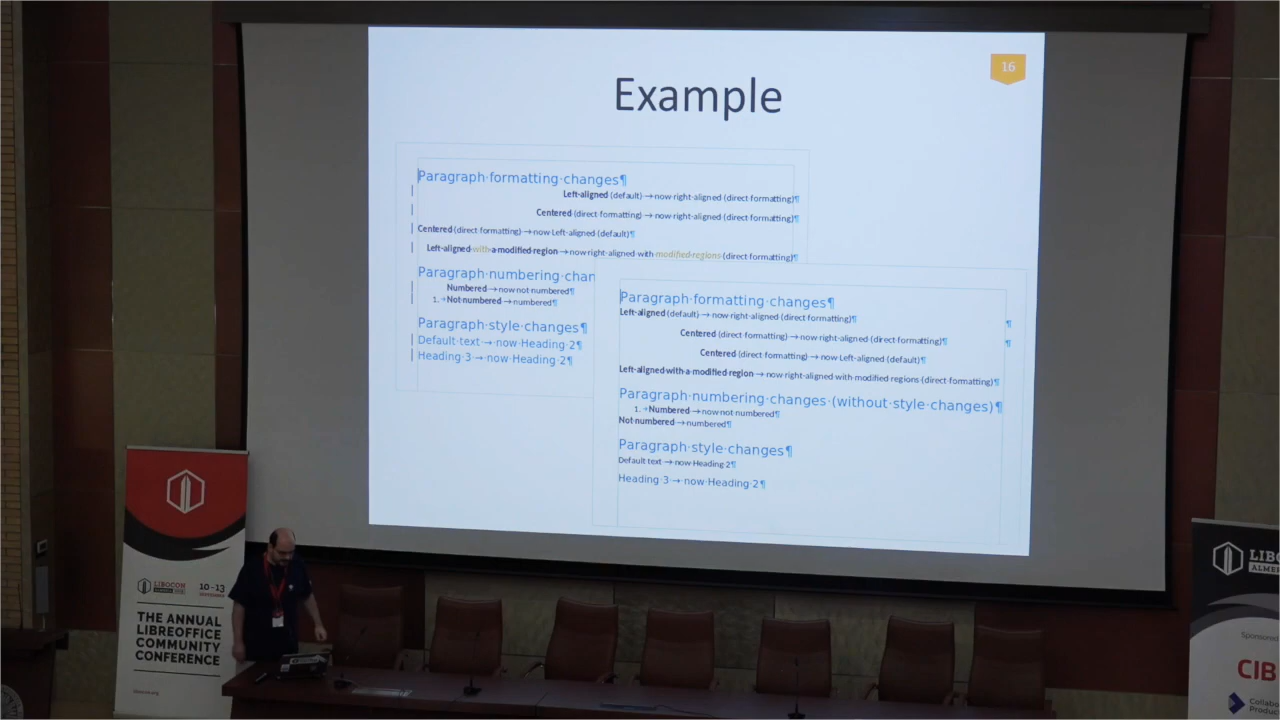 16
Example
Paragraph·formatting·changes¶
Left-aligned (default) → now right-aligned (direct formatting)¶
Centered (direct·formatting) → now right-aligned (direct formatting)¶
Centered (direct·formatting) → now Left-aligned (default)¶
Left-aligned·with·a·modified·region → now right-aligned with modified·regions (direct·formatting)¶
Paragraph·numbering·chan
Numbered → now not numbered¶
1. → Not·numbered → numbered¶
Paragraph·style·changes¶
Default·text → now·Heading·2¶
Heading·3 → now·Heading·2¶
Paragraph·formatting·changes¶
Left-aligned (default) → now right-aligned (direct formatting)¶
Centered (direct·formatting) → now right-aligned (direct·formatting)¶
Centered (direct·formatting) → now Left-aligned (default)¶
Left-aligned with·a·modified·region → now right-aligned with·modified·regions (direct·formatting)¶
Paragraph·numbering·changes·(without·style·changes)¶
1. → Numbered → now not numbered¶
Not·numbered → numbered¶
Paragraph·style·changes¶
Default·text → now·Heading·2¶
Heading·3 → now·Heading·2¶
LIBOCON
10-13
THE ANNUAL
LIBREOFFICE
COMMUNITY
CONFERENCE
LIBO
ALMER
Sponsored
CIB
Collabo
Produc